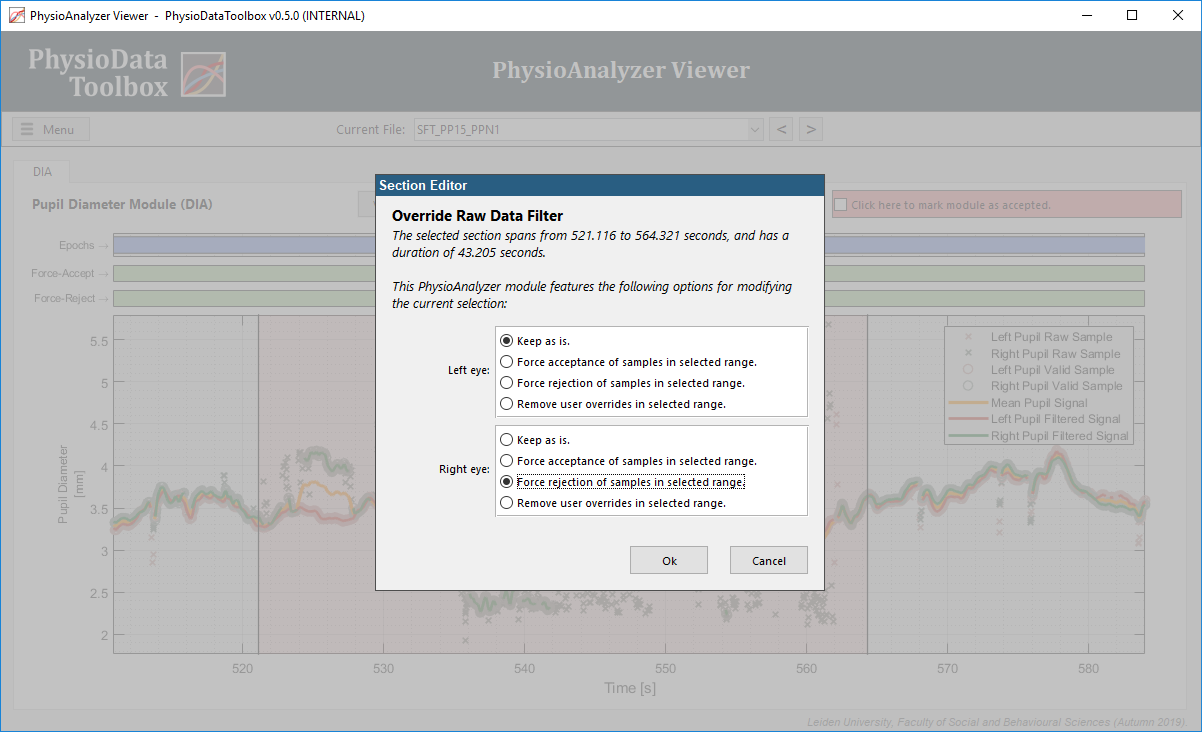 PhysioAnalyzer Viewer - PhysioDataToolbox v0.5.0 (INTERNAL)
PhysioData
Toolbox
PhysioAnalyzer Viewer
Menu
Current File:
SFT_PP15_PPN1
<
>
DIA
Pupil Diameter Module (DIA)
Click here to mark module as accepted.
Epochs →
Force-Accept →
Force-Reject →
Section Editor
Override Raw Data Filter
The selected section spans from 521.116 to 564.321 seconds, and has a
duration of 43.205 seconds.
This PhysioAnalyzer module features the following options for modifying
the current selection:
Left eye:
Keep as is.
Force acceptance of samples in selected range.
Force rejection of samples in selected range.
Remove user overrides in selected range.
Right eye:
Keep as is.
Force acceptance of samples in selected range.
Force rejection of samples in selected range.
Remove user overrides in selected range.
Ok
Cancel
Left Pupil Raw Sample
Right Pupil Raw Sample
Left Pupil Valid Sample
Right Pupil Valid Sample
Mean Pupil Signal
Left Pupil Filtered Signal
Right Pupil Filtered Signal
Pupil Diameter
[mm]
5.5
5
4.5
4
3.5
3
2.5
2
520
530
540
550
560
570
580
Time [s]
Leiden University, Faculty of Social and Behavioural Sciences (Autumn 2019).